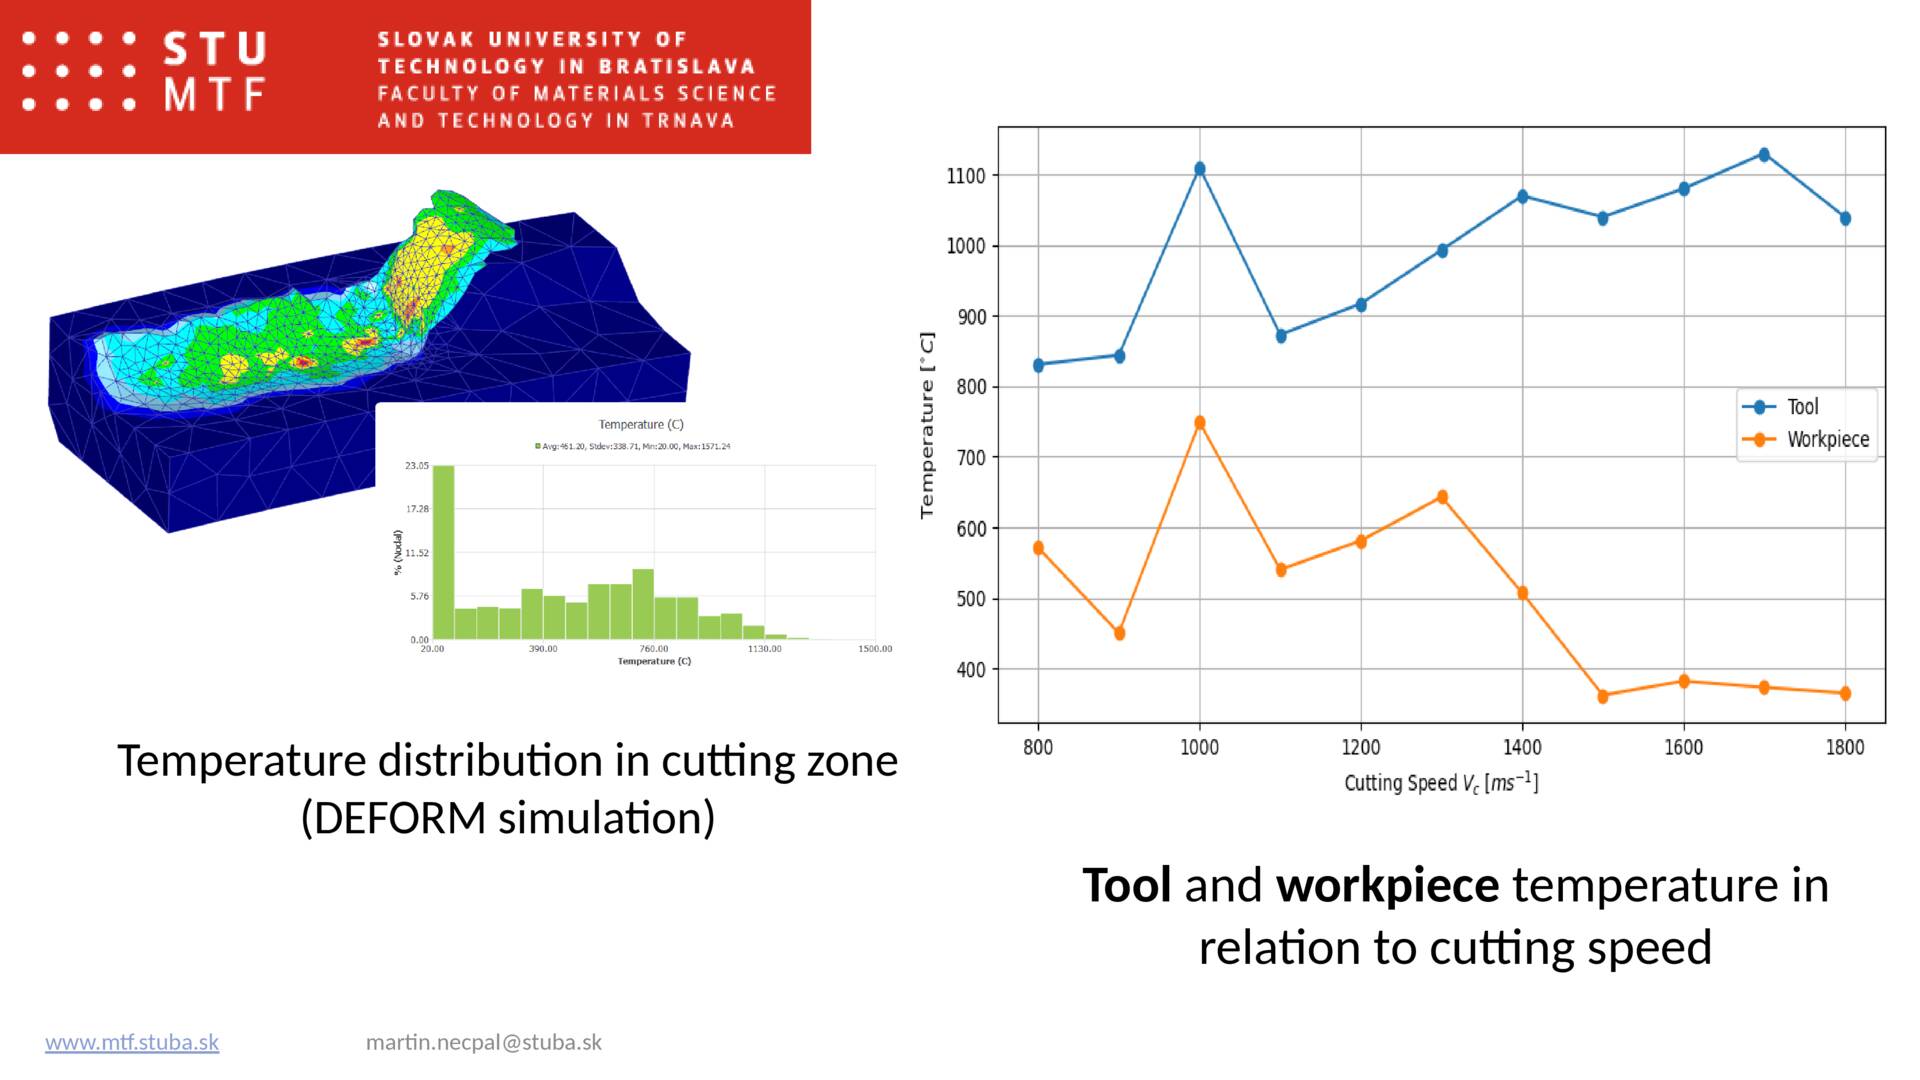 STU
MTF
SLOVAK UNIVERSITY OF
TECHNOLOGY IN BRATISLAVA
FACULTY OF MATERIALS SCIENCE
AND TECHNOLOGY IN TRNAVA
Temperature (C)
Avg:461.20, Stdev:338.71, Min:20.00, Max:1571.24
23.05
17.28
11.52
5.76
0.00
% (Nodal)
20.00 390.00 760.00 1130.00 1500.00
Temperature (C)
Temperature distribution in cutting zone
(DEFORM simulation)
1100
1000
900
800
700
600
500
400
Temperature [°C]
Tool
Workpiece
800 1000 1200 1400 1600 1800
Cutting Speed Vc [ms⁻¹]
Tool and workpiece temperature in
relation to cutting speed
www.mtf.stuba.sk martin.necpal@stuba.sk